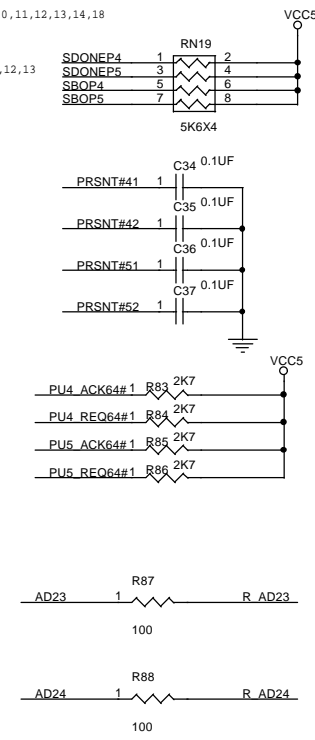 0,11,12,13,14,18
VCC5
RN19
,12,13
SDONEP4 1 2
SDONEP5 3 4
SBOP4 5 6
SBOP5 7 8
5K6X4
C34 0.1UF
PRSNT#41 1
C35 0.1UF
PRSNT#42 1
C36 0.1UF
PRSNT#51 1
C37 0.1UF
PRSNT#52 1
VCC5
PU4_ACK64# 1 R83 2K7
PU4_REQ64# 1 R84 2K7
PU5_ACK64# 1 R85 2K7
PU5_REQ64# 1 R86 2K7
R87
AD23 1 R_AD23
100
R88
AD24 1 R_AD24
100